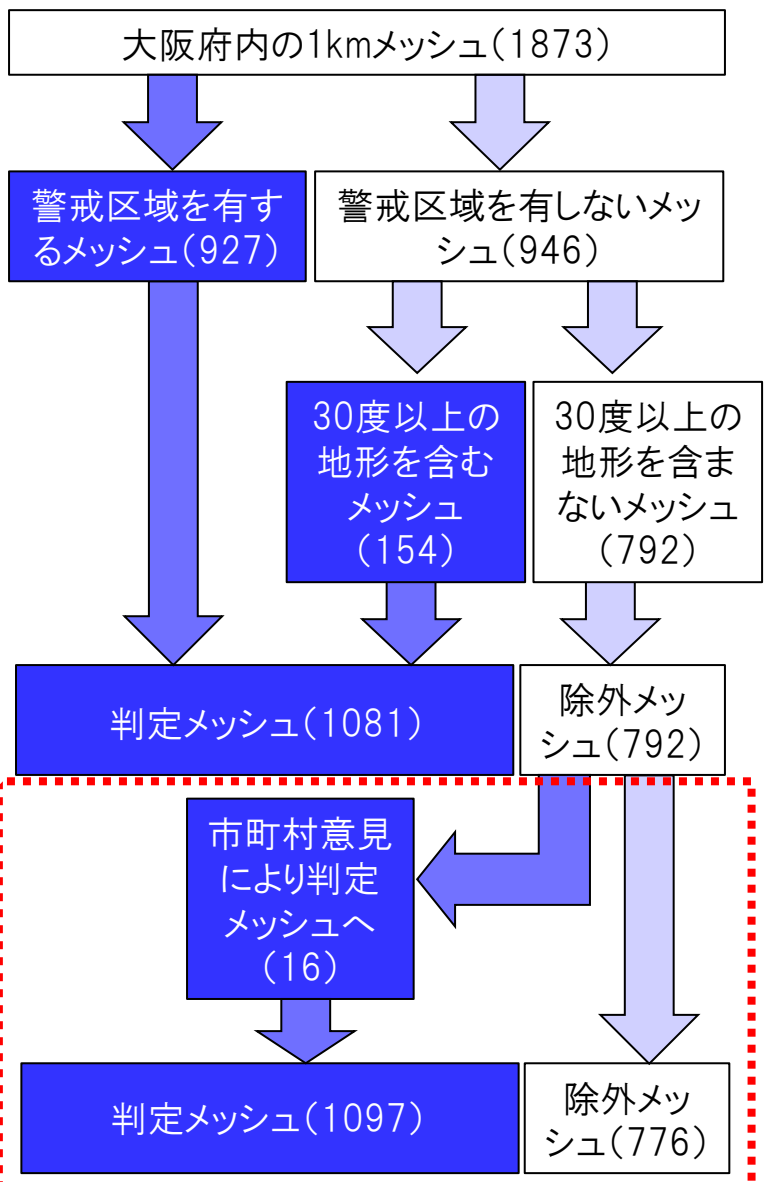 大阪府内の1kmメッシュ(1873)
警戒区域を有す
るメッシュ(927)
警戒区域を有しないメッ
シュ(946)
30度以上の
地形を含む
メッシュ
(154)
30度以上の
地形を含ま
ないメッシュ
(792)
判定メッシュ(1081)
除外メッ
シュ(792)
市町村意見
により判定
メッシュへ
(16)
判定メッシュ(1097)
除外メッ
シュ(776)